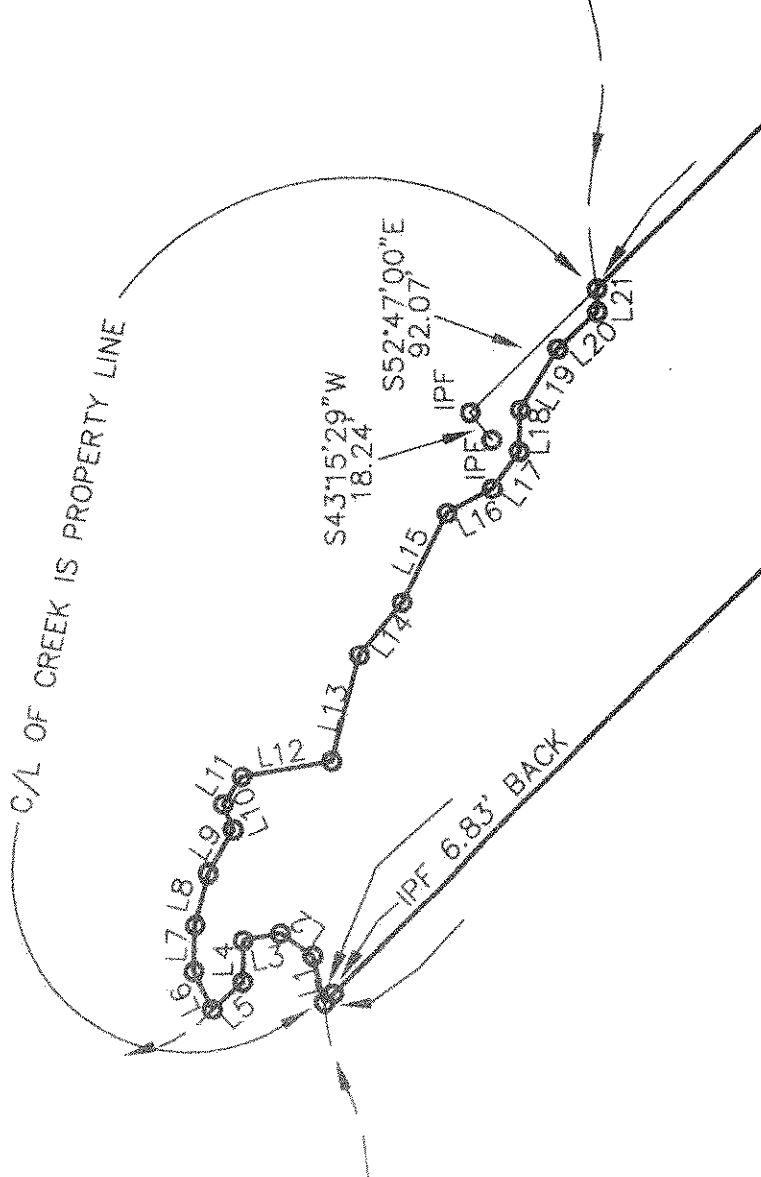 C/L OF CREEK IS PROPERTY LINE
S52°47'00"E
92.07'
S43°15'29"W
18.24'
IPF
IPF
L1
L3
L4
L5
L6
L7
L8
L9
L10
L11
L12
L13
L14
L15
L16
L17
L18
L19
L20
L21
IPF 6.83' BACK